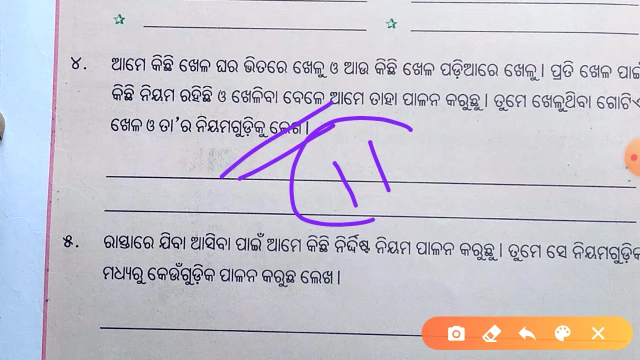 ୪. ଆମେ କିଛି ଖେଳ ଘର ଭିତରେ ଖେଳୁ ଓ ଆଉ କିଛି ଖେଳ ପଡ଼ିଆରେ ଖେଳୁ। ପ୍ରତି ଖେଳ ପାଇଁ
କିଛି ନିୟମ ରହିଛି ଓ ଖେଳିବା ବେଳେ ଆମେ ତାହା ପାଳନ କରୁଛୁ। ତୁମେ ଖେଳୁଥିବା ଗୋଟିଏ
ଖେଳ ଓ ତା'ର ନିୟମଗୁଡ଼ିକୁ ଲେଖ।
11
୫. ରାସ୍ତାରେ ଯିବା ଆସିବା ପାଇଁ ଆମେ କିଛି ନିର୍ଦ୍ଦିଷ୍ଟ ନିୟମ ପାଳନ କରୁଛୁ। ତୁମେ ସେ ନିୟମଗୁଡ଼ିକ
ମଧ୍ୟରୁ କେଉଁଗୁଡ଼ିକ ପାଳନ କରୁଛ ଲେଖ।